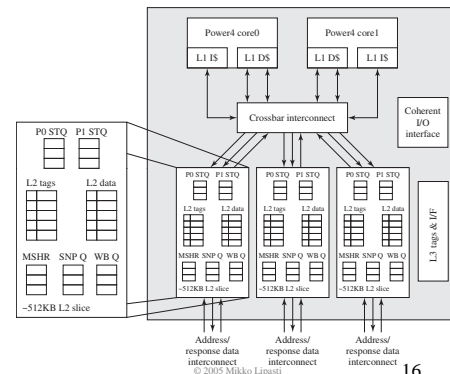 Power4 core0
Power4 core1
L1 I$
L1 D$
L1 D$
L1 I$
Crossbar interconnect
Coherent
I/O
interface
P0 STQ P1 STQ
L2 tags L2 data
MSHR SNP Q WB Q
~512KB L2 slice
P0 STQ P1 STQ
L2 tags L2 data
MSHR SNP Q WB Q
~512KB L2 slice
P0 STQ P1 STQ
L2 tags L2 data
MSHR SNP Q WB Q
~512KB L2 slice
P0 STQ P1 STQ
L2 tags L2 data
MSHR SNP Q WB Q
~512KB L2 slice
L3 tags & I/F
Address/
response data
interconnect
Address/
response data
interconnect
Address/
response data
interconnect
© 2005 Mikko Lipasti
16